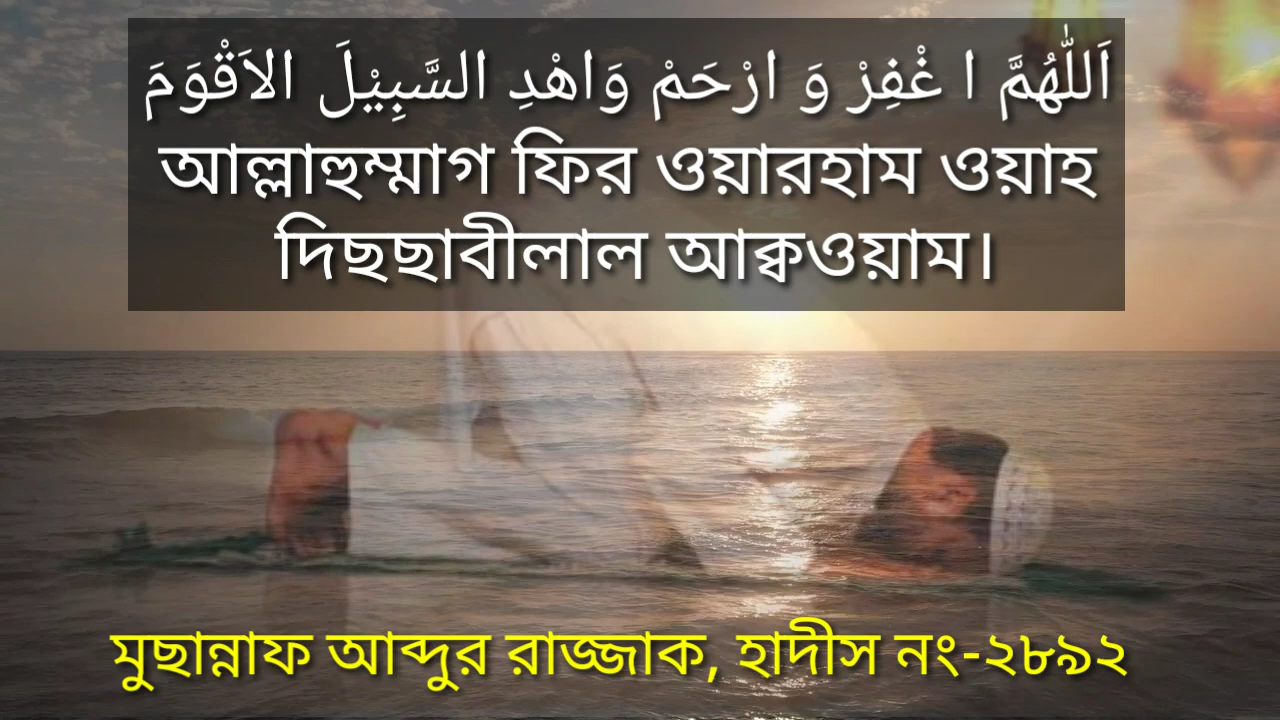 اَللّٰهُمَّ ا غْفِرْ وَ ارْحَمْ وَاهْدِ السَّبِيْلَ الاَقْوَمَ
আল্লাহুম্মাগ ফির ওয়ারহাম ওয়াহ
দিছছাবীলাল আক্বওয়াম।
মুছান্নাফ আব্দুর রাজ্জাক, হাদীস নং-২৮৯২